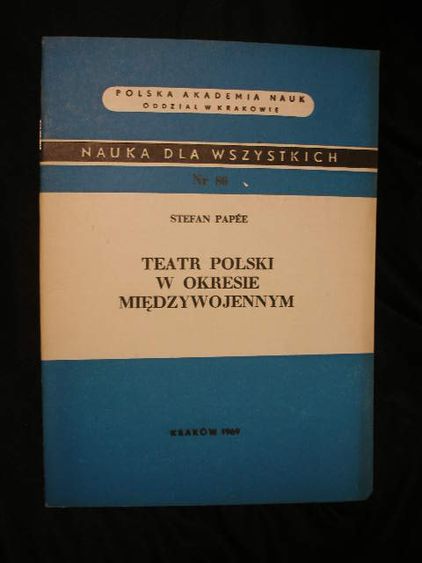 POLSKA AKADEMIA NAUK
ODDZIAŁ W KRAKOWIE
NAUKA DLA WSZYSTKICH
Nr 86
STEFAN PAPÉE
TEATR POLSKI
W OKRESIE
MIĘDZYWOJENNYM
KRAKÓW 1969